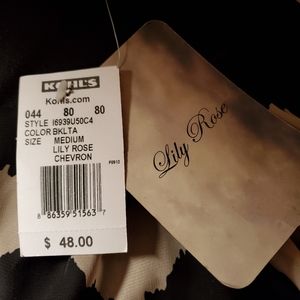 KOHL'S
Kohls.com
044 80 80
STYLE I6939U50C4
COLOR BKLTA
SIZE MEDIUM
LILY ROSE
CHEVRON
8 86359 51563 7
$ 48.00
Lily Rose